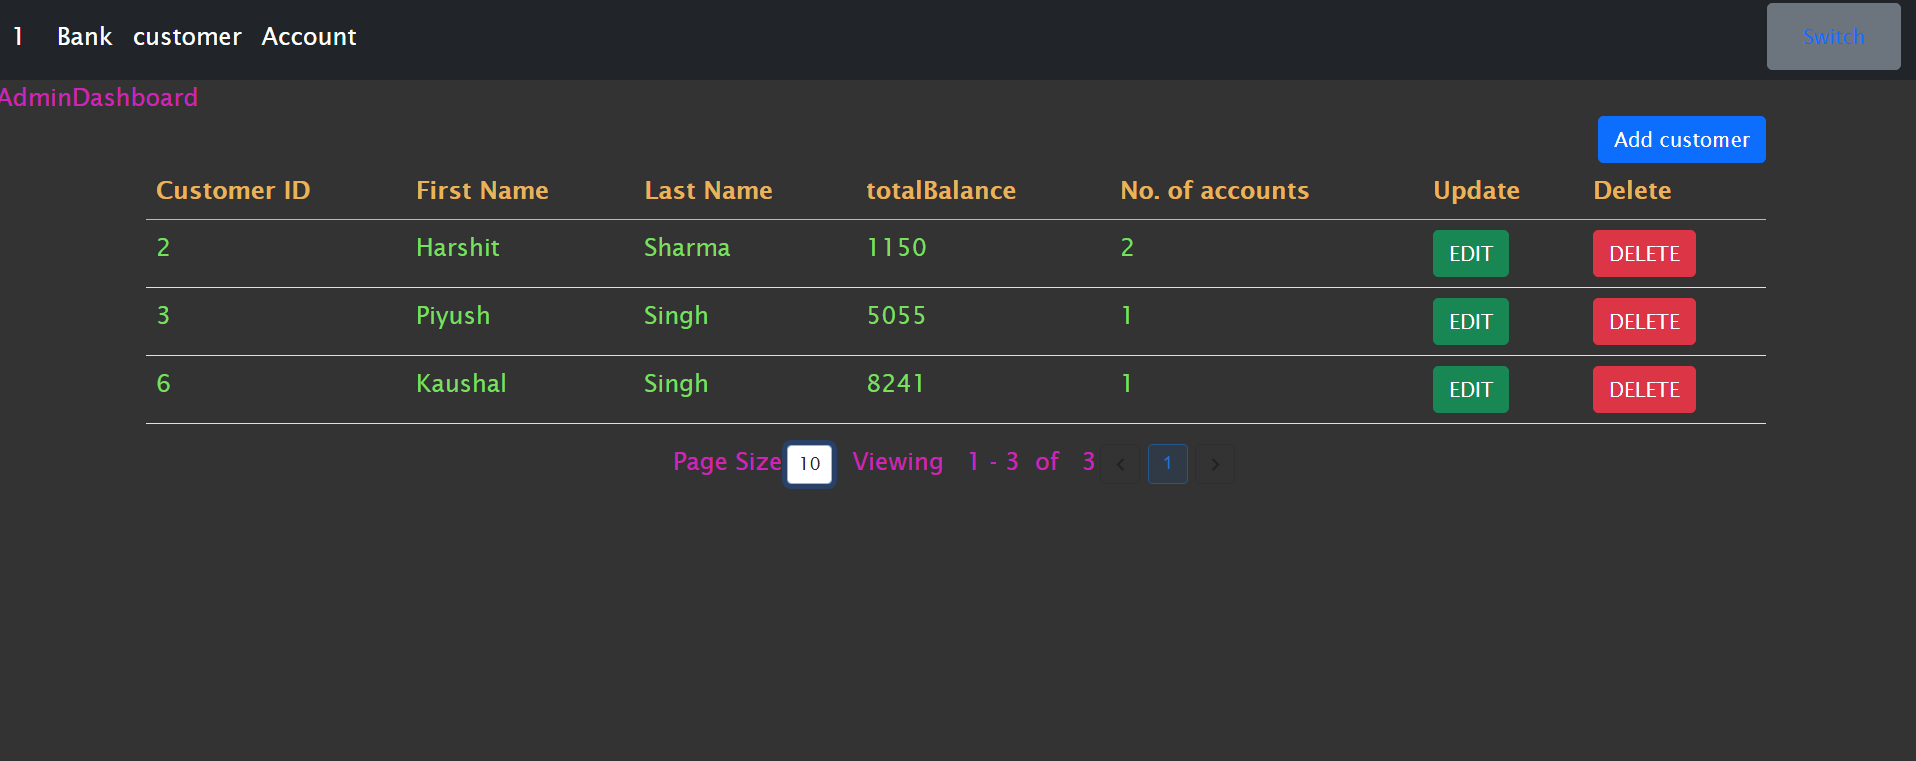 1 Bank customer Account Switch
AdminDashboard
Add customer
Customer ID First Name Last Name totalBalance No. of accounts Update Delete
2 Harshit Sharma 1150 2 EDIT DELETE
3 Piyush Singh 5055 1 EDIT DELETE
6 Kaushal Singh 8241 1 EDIT DELETE
Page Size 10 Viewing 1 - 3 of 3 < 1 >